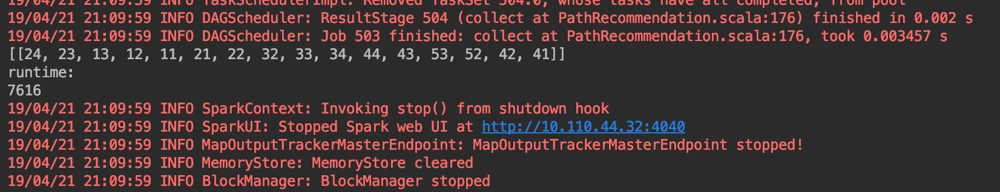 19/04/21 21:09:59 INFO TaskSchedulerImpl: Removed TaskSet 504.0, whose tasks have all completed, from pool
19/04/21 21:09:59 INFO DAGScheduler: ResultStage 504 (collect at PathRecommendation.scala:176) finished in 0.002 s
19/04/21 21:09:59 INFO DAGScheduler: Job 503 finished: collect at PathRecommendation.scala:176, took 0.003457 s
[[24, 23, 13, 12, 11, 21, 22, 32, 33, 34, 44, 43, 53, 52, 42, 41]]
runtime:
7616
19/04/21 21:09:59 INFO SparkContext: Invoking stop() from shutdown hook
19/04/21 21:09:59 INFO SparkUI: Stopped Spark web UI at http://10.110.44.32:4040
19/04/21 21:09:59 INFO MapOutputTrackerMasterEndpoint: MapOutputTrackerMasterEndpoint stopped!
19/04/21 21:09:59 INFO MemoryStore: MemoryStore cleared
19/04/21 21:09:59 INFO BlockManager: BlockManager stopped